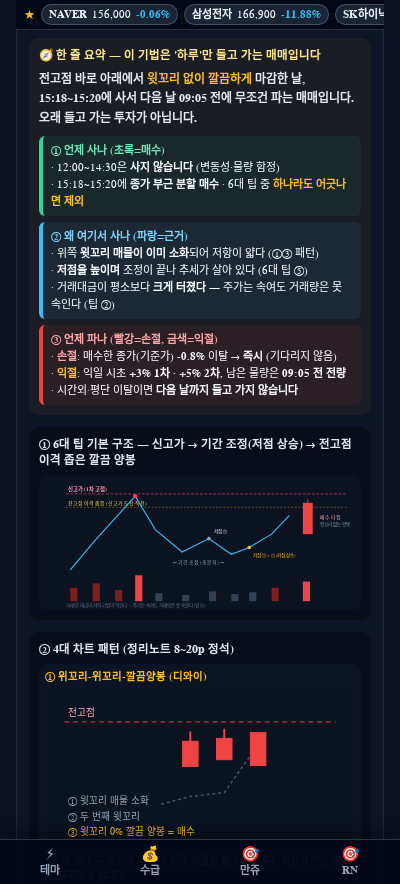 ★ NAVER 156,000 -0.06% 삼성전자 166,900 -11.88% SK하이닉
🧭 한 줄 요약 — 이 기법은 '하루'만 들고 가는 매매입니다
전고점 바로 아래에서 윗꼬리 없이 깔끔하게 마감한 날,
15:18~15:20에 사서 다음 날 09:05 전에 무조건 파는 매매입니다.
오래 들고 가는 투자가 아닙니다.
① 언제 사나 (초록=매수)
· 12:00~14:30은 사지 않습니다 (변동성·물량 함정)
· 15:18~15:20에 종가 부근 분할 매수 · 6대 팁 중 하나라도 어긋나
면 제외
② 왜 여기서 사나 (파랑=근거)
· 위쪽 윗꼬리 매물이 이미 소화되어 저항이 얇다 (①③ 패턴)
· 저점을 높이며 조정이 끝나 추세가 살아 있다 (6대 팁 ⑤)
· 거래대금이 평소보다 크게 터졌다 — 주가는 속여도 거래량은 못
속인다 (팁 ②)
③ 언제 파나 (빨강=손절, 금색=익절)
· 손절: 매수한 종가(기준가) -0.8% 이탈 → 즉시 (기다리지 않음)
· 익절: 익일 시초 +3% 1차 · +5% 2차, 남은 물량은 09:05 전 전량
· 시간외·평단 이탈이면 다음 날까지 들고 가지 않습니다
① 6대 팁 기본 구조 — 신고가 → 기간 조정(저점 상승) → 전고점
이격 좁은 깔끔 양봉
신고가 (1차 고점)
매수 타점
저점 ①
② 4대 차트 패턴 (정리노트 8~20p 정석)
① 위꼬리-위꼬리-깔끔양봉 (디와이)
전고점
① 윗꼬리 매물 소화
② 두 번째 윗꼬리
③ 윗꼬리 0% 깔끔 양봉 = 매수
⚡ 💰 🎯 🎯
테마 수급 만쥬 RN